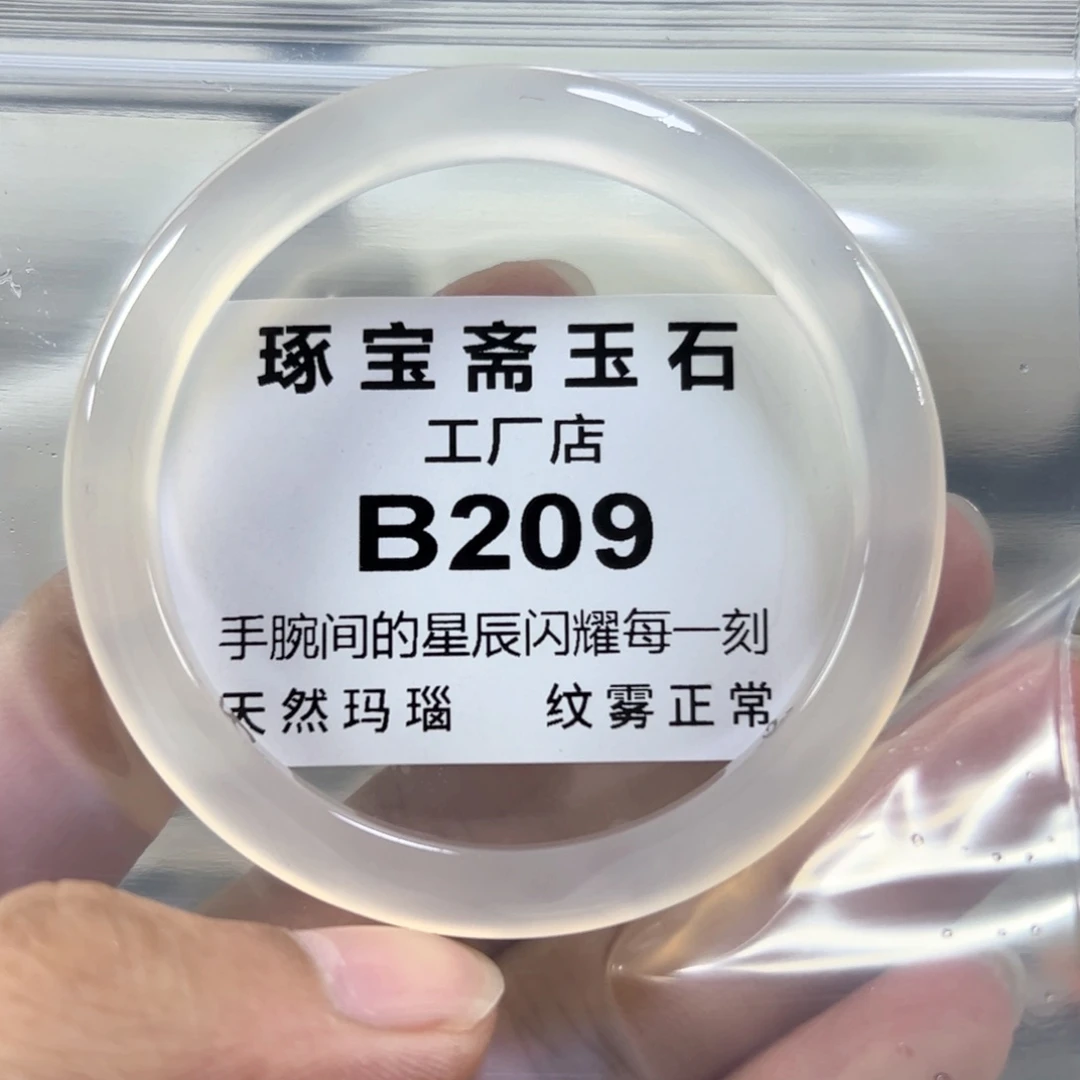 琢宝斋玉石
工厂店
B209
手腕间的星辰闪耀每一刻
天然玛瑙 纹雾正常